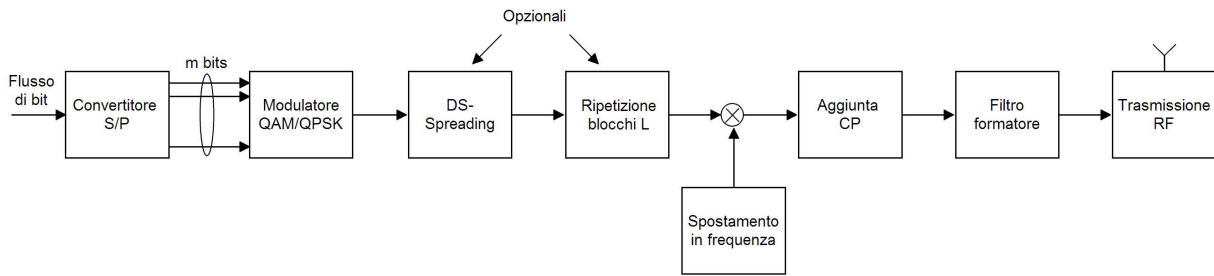 Opzionali
Flusso
di bit
Convertitore
S/P
m bits
Modulatore
QAM/QPSK
DS-
Spreading
Ripetizione
blocchi L
Aggiunta
CP
Filtro
formatore
Trasmissione
RF
Spostamento
in frequenza